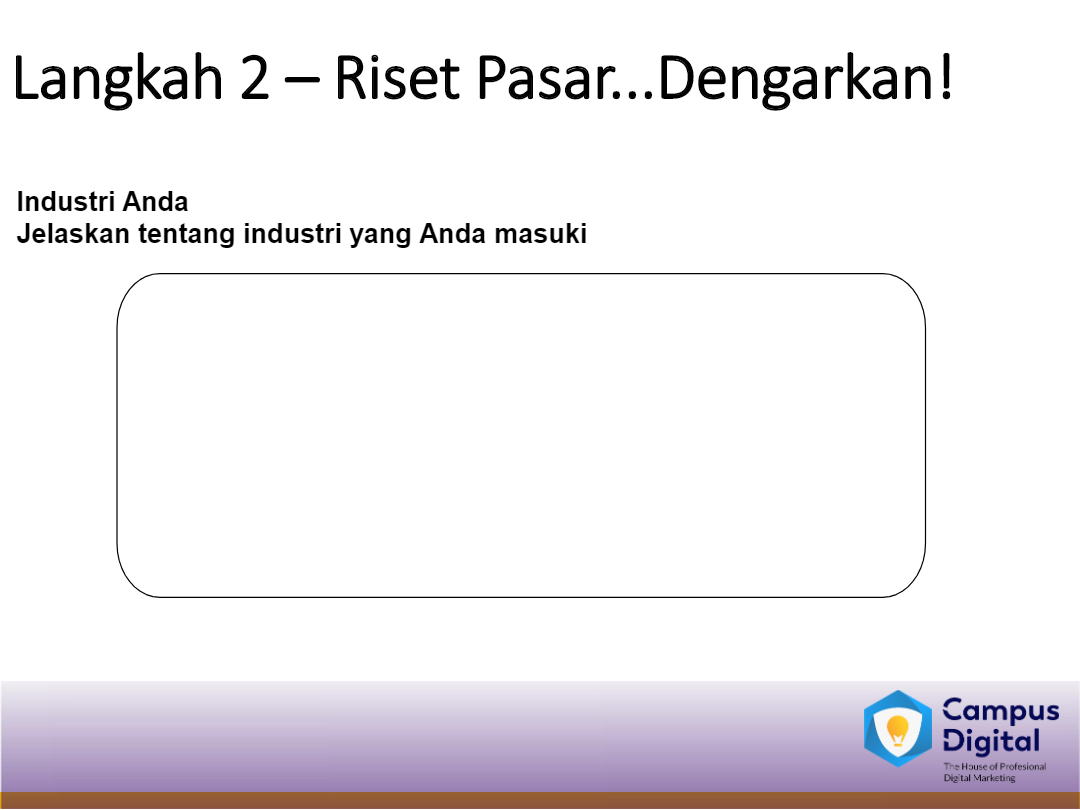 Langkah 2 – Riset Pasar...Dengarkan!
Industri Anda
Jelaskan tentang industri yang Anda masuki
Campus
Digital
The House of Profesional
Digital Marketing